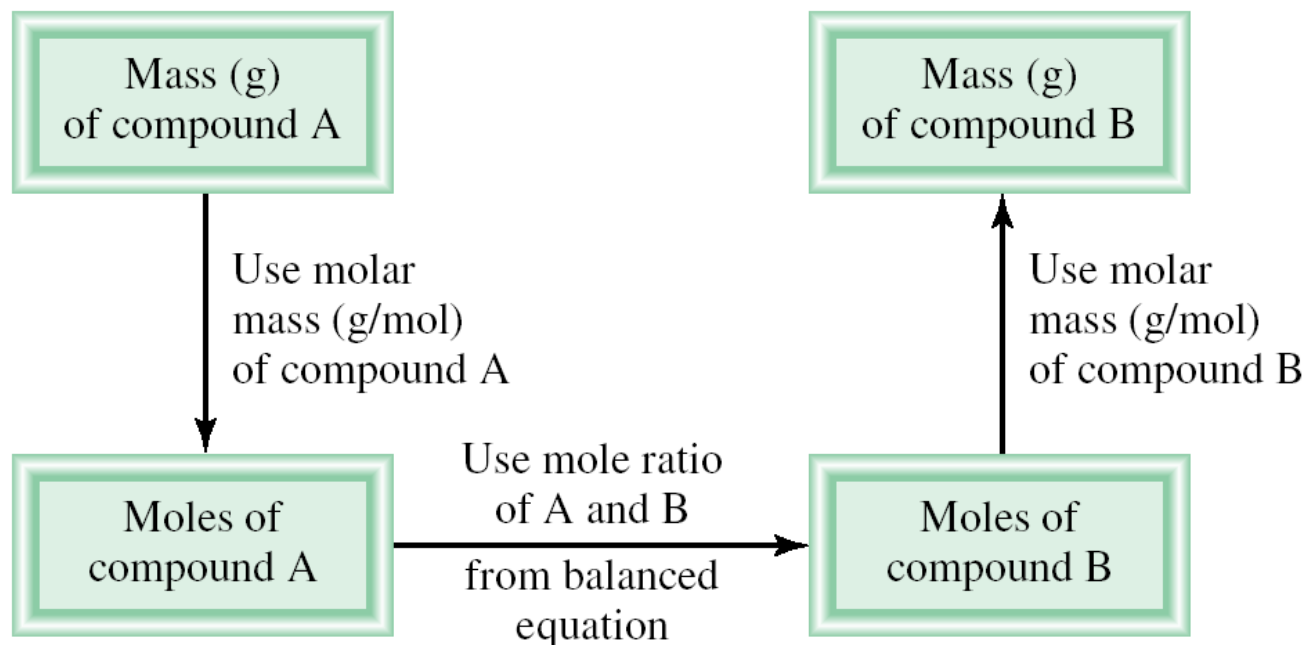 Mass (g)
of compound A
Mass (g)
of compound B
Use molar
mass (g/mol)
of compound A
Use molar
mass (g/mol)
of compound B
Moles of
compound A
Use mole ratio
of A and B
from balanced
equation
Moles of
compound B